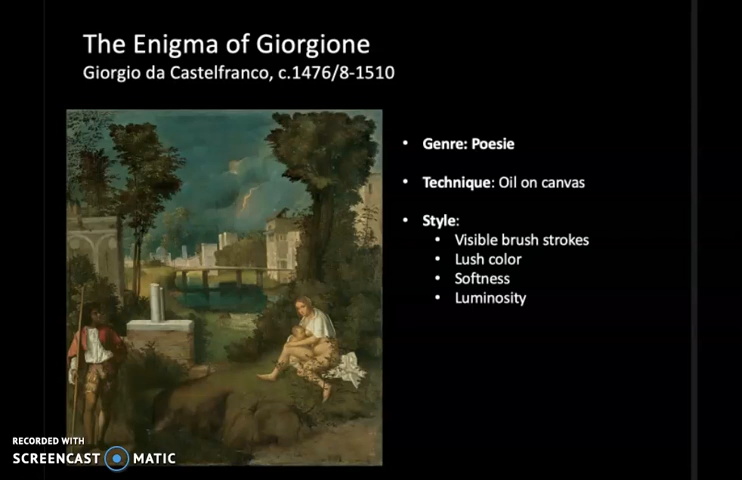 The Enigma of Giorgione
Giorgio da Castelfranco, c.1476/8-1510
• Genre: Poesie
• Technique: Oil on canvas
• Style:
• Visible brush strokes
• Lush color
• Softness
• Luminosity
RECORDED WITH
SCREENCAST MATIC